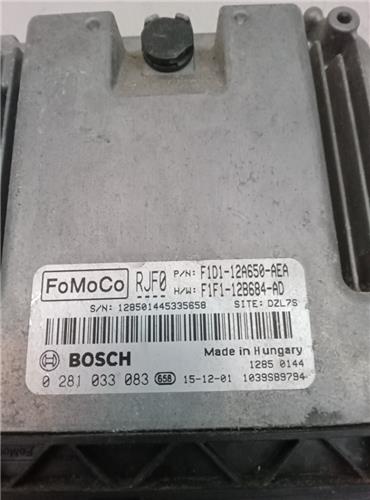 FoMoCo RJF0 P/N: F1D1-12A650-AEA
H/W: F1F1-12B684-AD
S/N: 128501445335658 SITE: DZL7S
BOSCH Made in Hungary
1285 0144
0 281 033 083 658 15-12-01 1039S89794